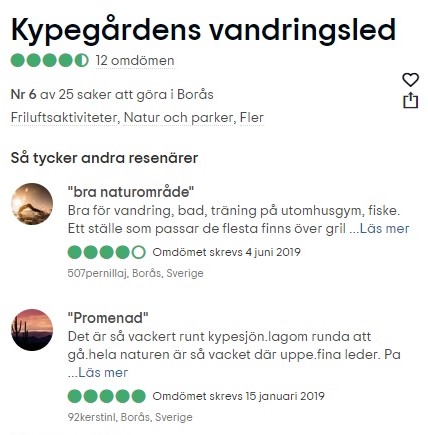 Kypegårdens vandringsled
12 omdömen
Nr 6 av 25 saker att göra i Borås
Friluftsaktiviteter, Natur och parker, Fler
Så tycker andra resenärer
"bra naturområde"
Bra för vandring, bad, träning på utomhusgym, fiske.
Ett ställe som passar de flesta finns över gril ...Läs mer
Omdömet skrevs 4 juni 2019
507pernillaj, Borås, Sverige
"Promenad"
Det är så vackert runt kypesjön.lagom runda att
gå.hela naturen är så vacket där uppe.fina leder. Pa
...Läs mer
Omdömet skrevs 15 januari 2019
92kerstinl, Borås, Sverige